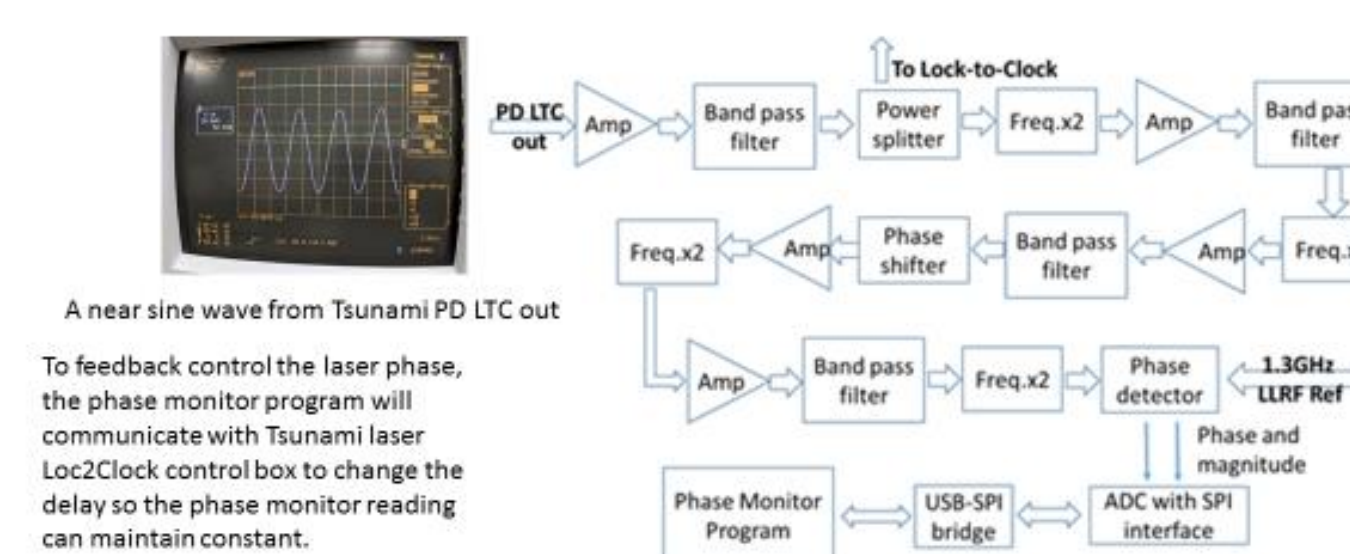 PD LTC
out
Amp
Band pass
filter
To Lock-to-Clock
Power
splitter
Freq.x2
Amp
Band pas
filter
Freq.x2
Amp
Phase
shifter
Band pass
filter
Amp
Freq.x
A near sine wave from Tsunami PD LTC out
To feedback control the laser phase,
the phase monitor program will
communicate with Tsunami laser
Loc2Clock control box to change the
delay so the phase monitor reading
can maintain constant.
Amp
Band pass
filter
Freq.x2
Phase
detector
1.3GHz
LLRF Ref
Phase and
magnitude
Phase Monitor
Program
USB-SPI
bridge
ADC with SPI
interface